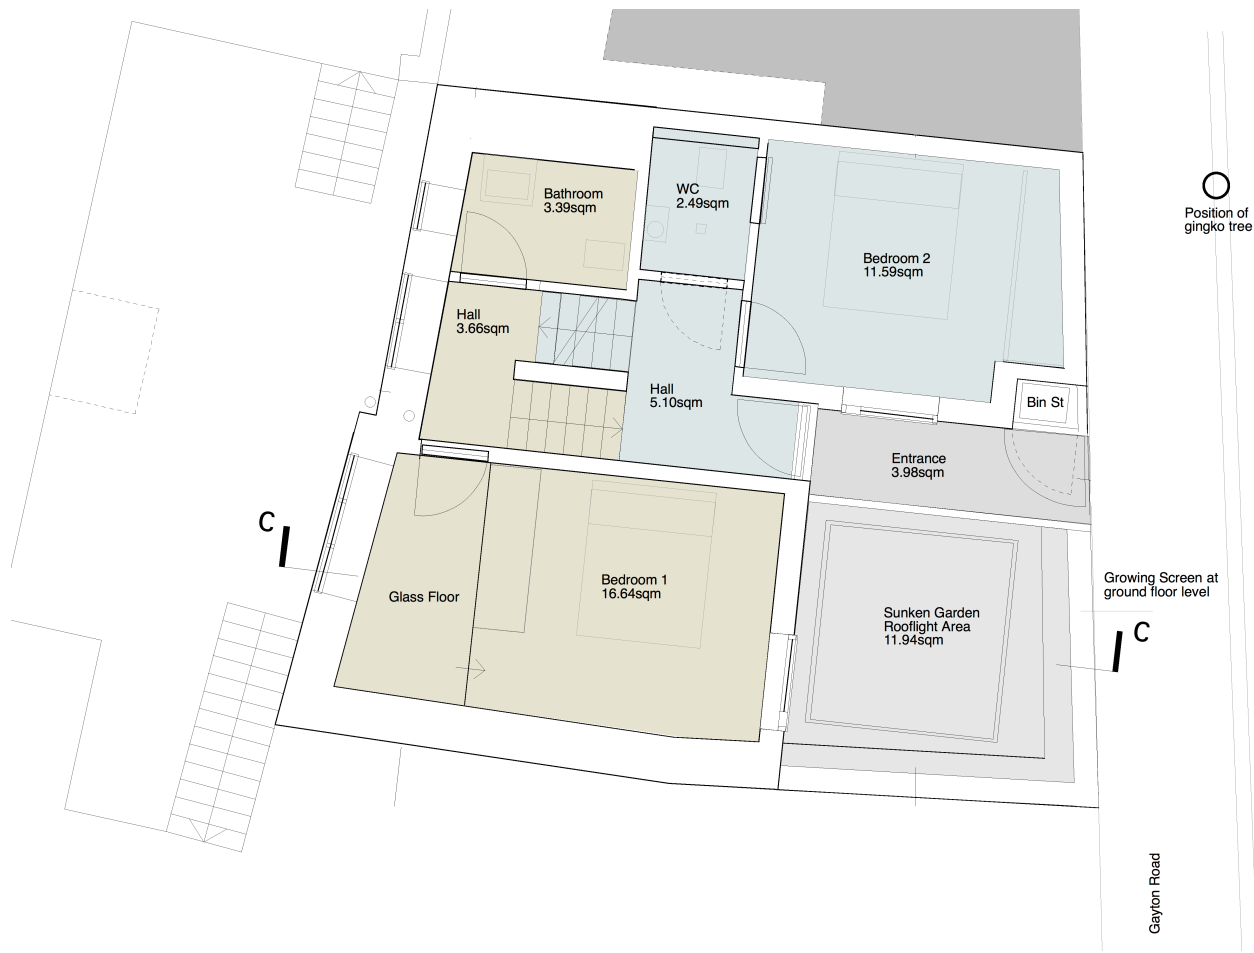 Bathroom
3.39sqm
WC
2.49sqm
Position of
gingko tree
Bedroom 2
11.59sqm
Hall
3.66sqm
Hall
5.10sqm
Bin St
Entrance
3.98sqm
C
Bedroom 1
16.64sqm
Glass Floor
Growing Screen at
ground floor level
Sunken Garden
Rooflight Area
11.94sqm
C
Gayton Road